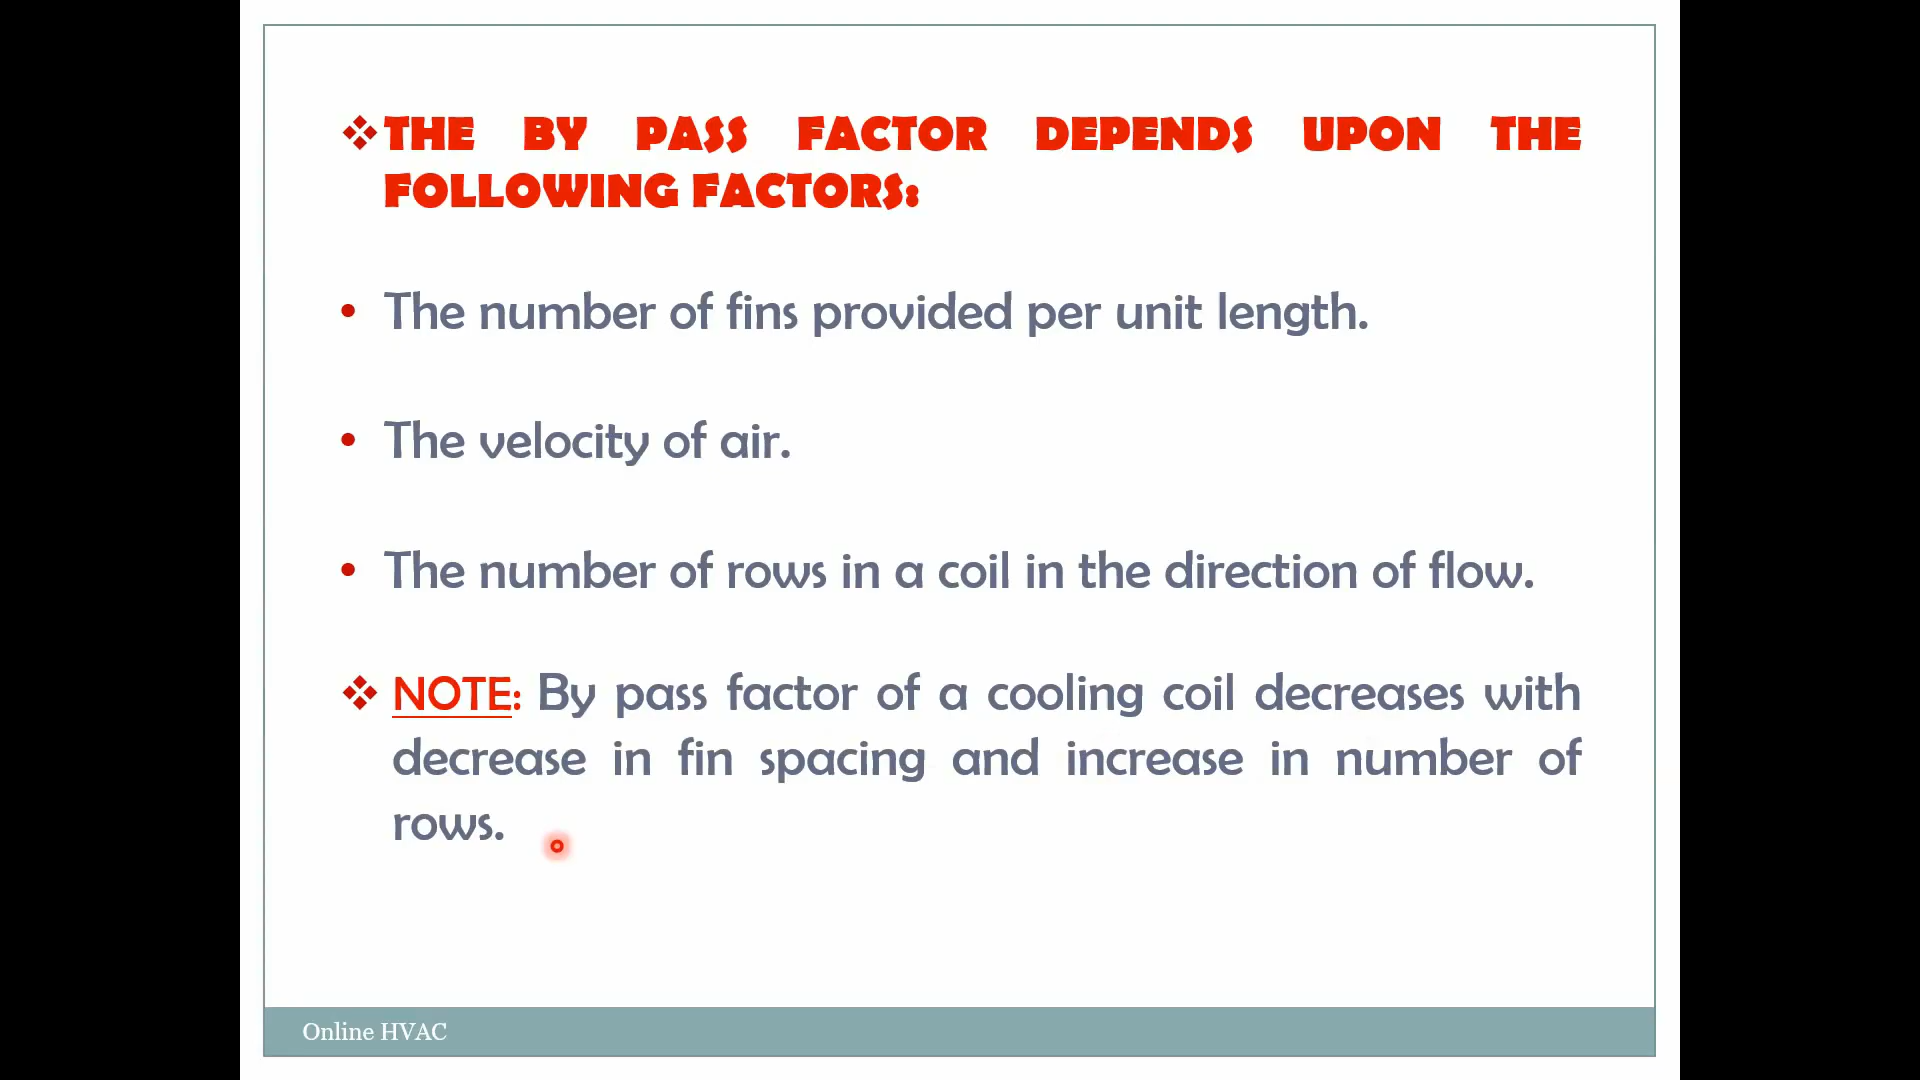 THE BY PASS FACTOR DEPENDS UPON THE
FOLLOWING FACTORS:
• The number of fins provided per unit length.
• The velocity of air.
• The number of rows in a coil in the direction of flow.
NOTE: By pass factor of a cooling coil decreases with
decrease in fin spacing and increase in number of
rows.
Online HVAC